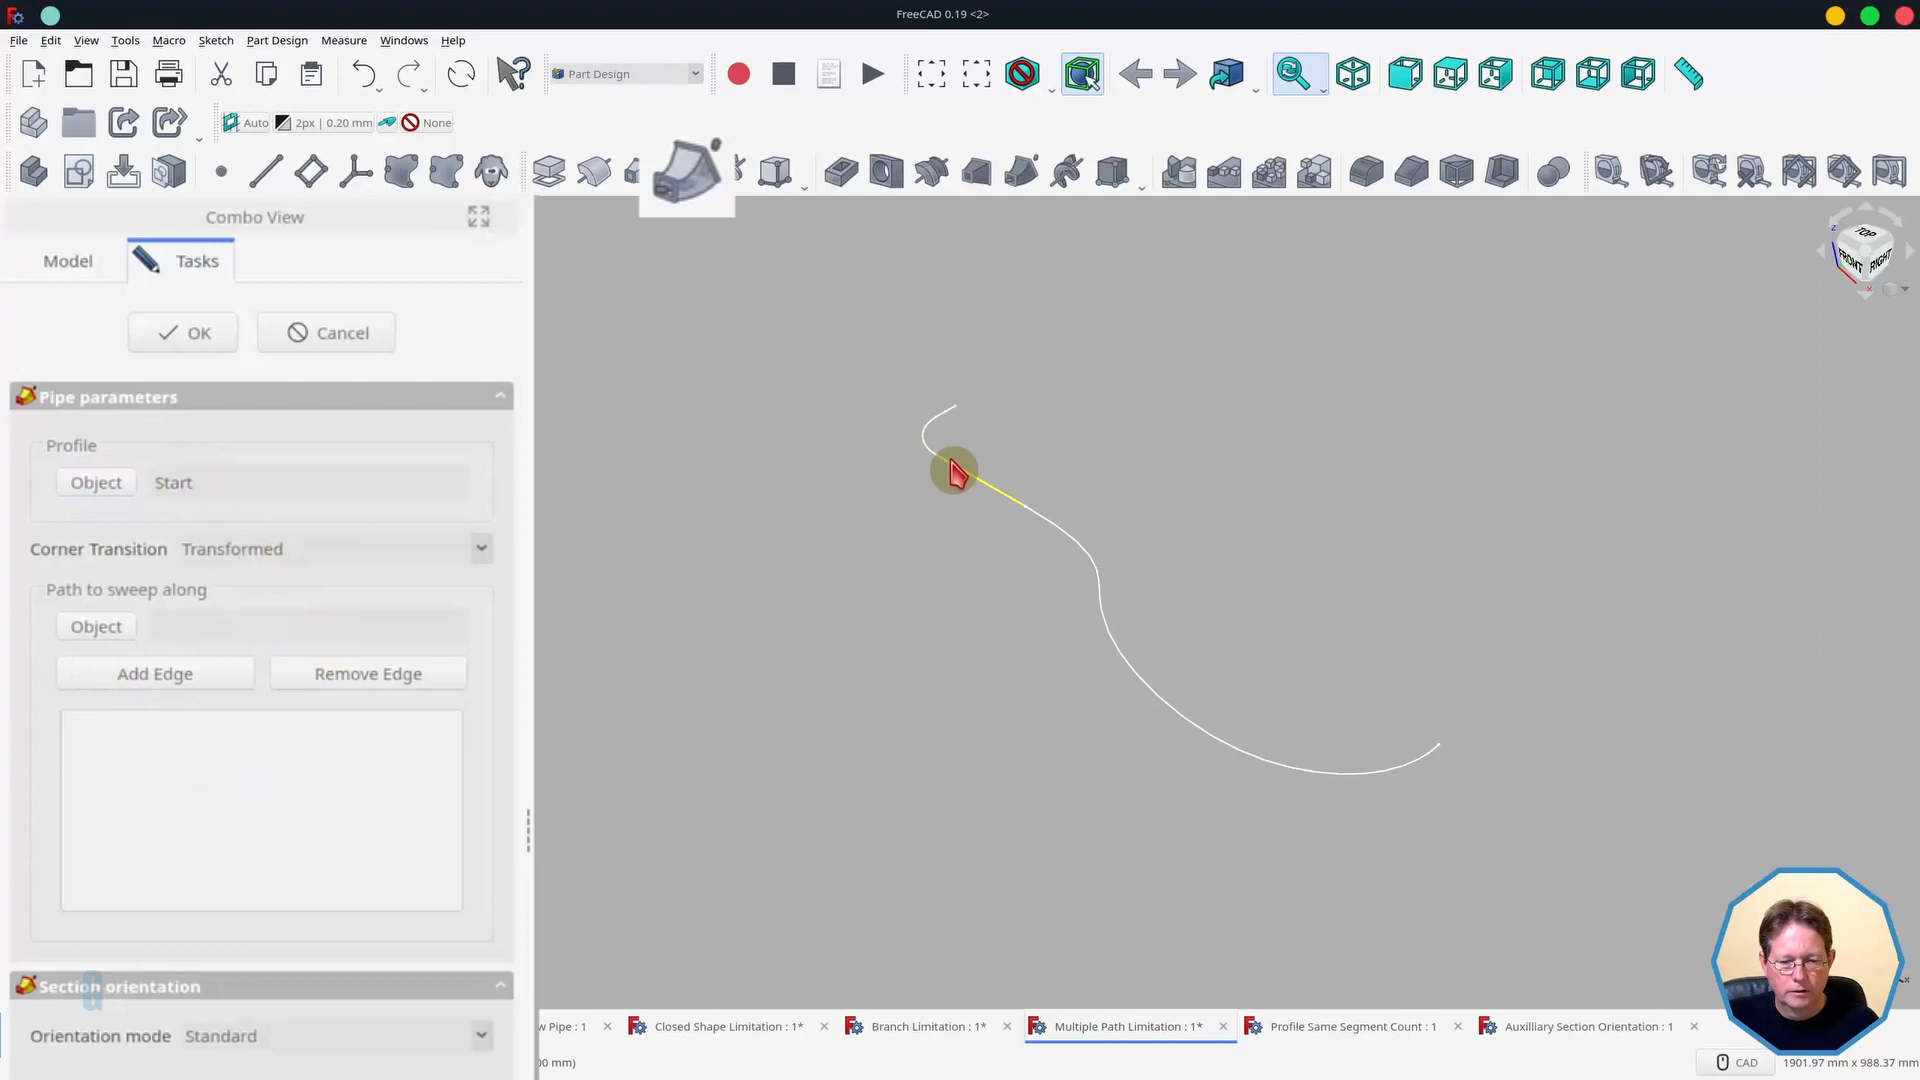 FreeCAD 0.19 <2>
File Edit View Tools Macro Sketch Part Design Measure Windows Help
Part Design
Auto 2px | 0.20 mm None
Combo View
Model Tasks
OK Cancel
Pipe parameters
Profile
Object Start
Corner Transition Transformed
Path to sweep along
Object
Add Edge Remove Edge
Section orientation
Orientation mode Standard
TOP
FRONT RIGHT
z
x
w Pipe : 1 Closed Shape Limitation : 1* Branch Limitation : 1* Multiple Path Limitation : 1* Profile Same Segment Count : 1 Auxilliary Section Orientation : 1
00 mm) CAD 1901.97 mm x 988.37 mm